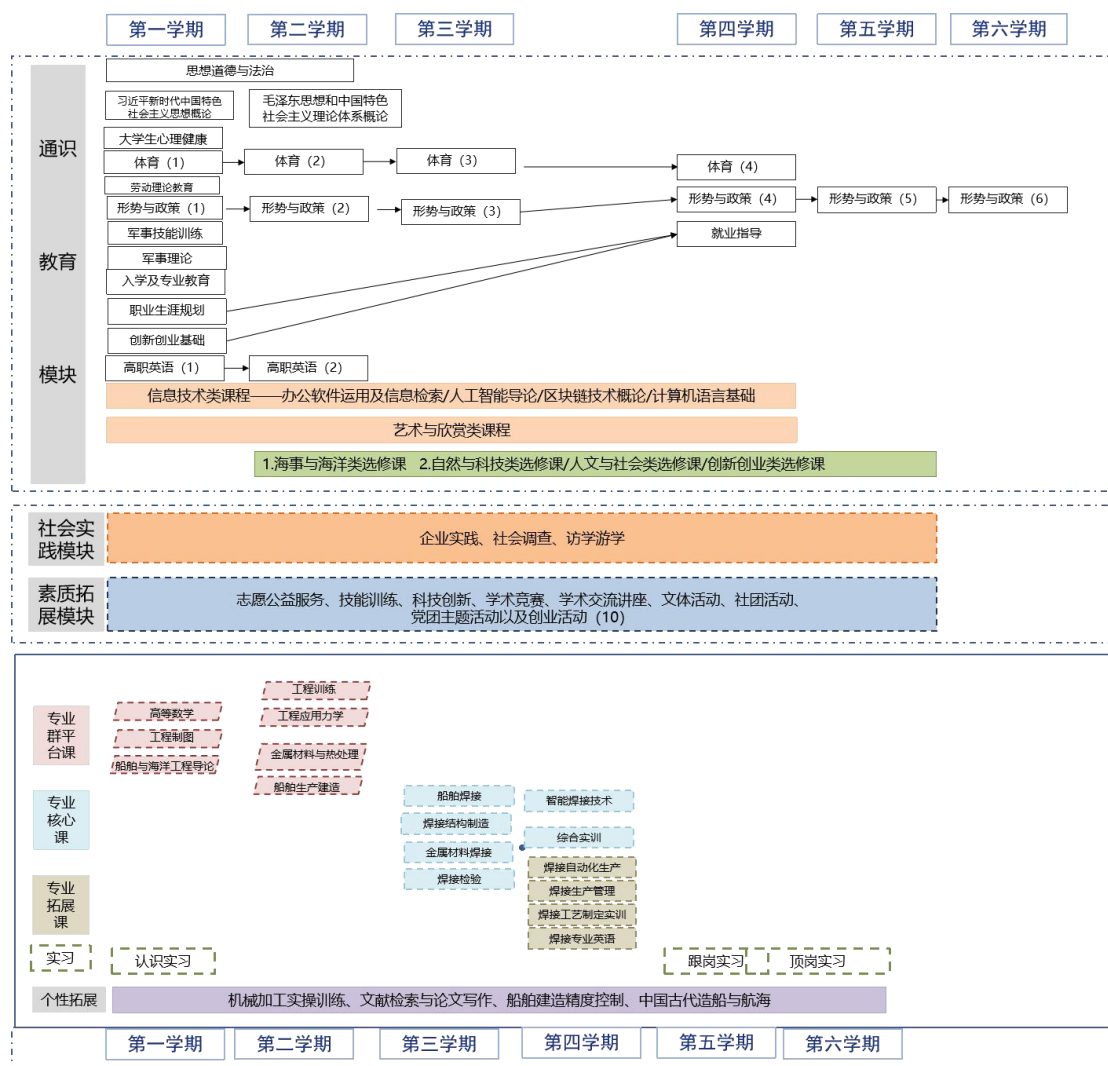 第一学期
第二学期
第三学期
第四学期
第五学期
第六学期
通识
教育
模块
思想道德与法治
习近平新时代中国特色
社会主义思想概论
毛泽东思想和中国特色
社会主义理论体系概论
大学生心理健康
体育（1）
体育（2）
体育（3）
体育（4）
劳动理论教育
形势与政策（1）
形势与政策（2）
形势与政策（3）
形势与政策（4）
形势与政策（5）
形势与政策（6）
军事技能训练
就业指导
军事理论
入学及专业教育
职业生涯规划
创新创业基础
高职英语（1）
高职英语（2）
信息技术类课程——办公软件运用及信息检索/人工智能导论/区块链技术概论/计算机语言基础
艺术与欣赏类课程
1.海事与海洋类选修课 2.自然与科技类选修课/人文与社会类选修课/创新创业类选修课
社会实
践模块
企业实践、社会调查、访学游学
素质拓
展模块
志愿公益服务、技能训练、科技创新、学术竞赛、学术交流讲座、文体活动、社团活动、
党团主题活动以及创业活动（10）
专业
群平
台课
高等数学
工程制图
船舶与海洋工程导论
工程训练
工程应用力学
金属材料与热处理
船舶生产建造
专业
核心
课
船舶焊接
焊接结构制造
金属材料焊接
焊接检验
智能焊接技术
综合实训
专业
拓展
课
焊接自动化生产
焊接生产管理
焊接工艺制定实训
焊接专业英语
实习
认识实习
跟岗实习
顶岗实习
个性拓展
机械加工实操训练、文献检索与论文写作、船舶建造精度控制、中国古代造船与航海
第一学期
第二学期
第三学期
第四学期
第五学期
第六学期